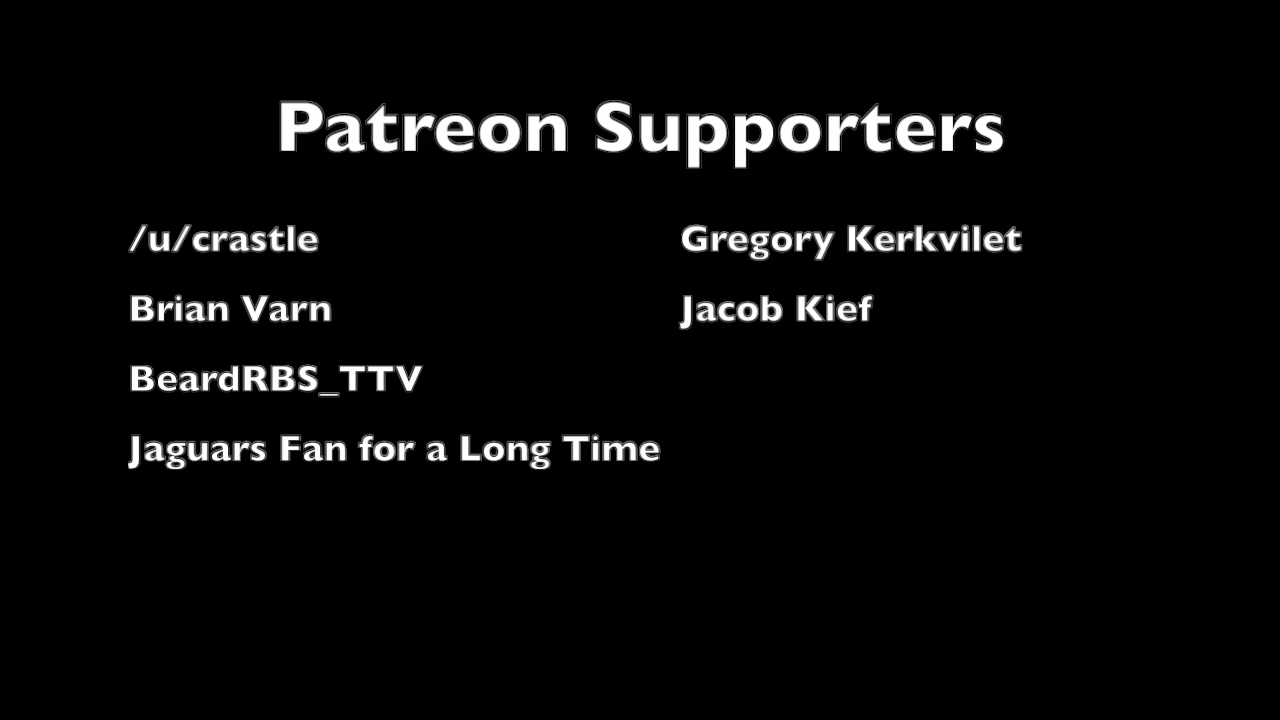 Patreon Supporters
/u/crastle
Brian Varn
BeardRBS_TTV
Jaguars Fan for a Long Time
Gregory Kerkvilet
Jacob Kief